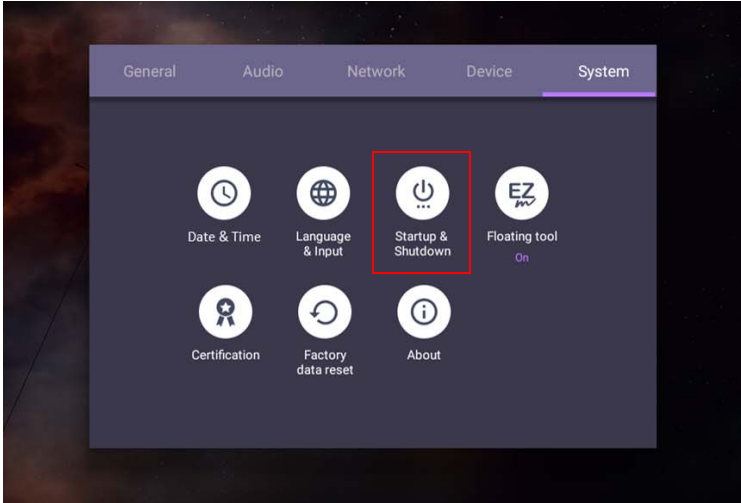 General Audio Network Device System
Date & Time
Language
& Input
Startup &
Shutdown
EZ
Floating tool
On
Certification
Factory
data reset
About